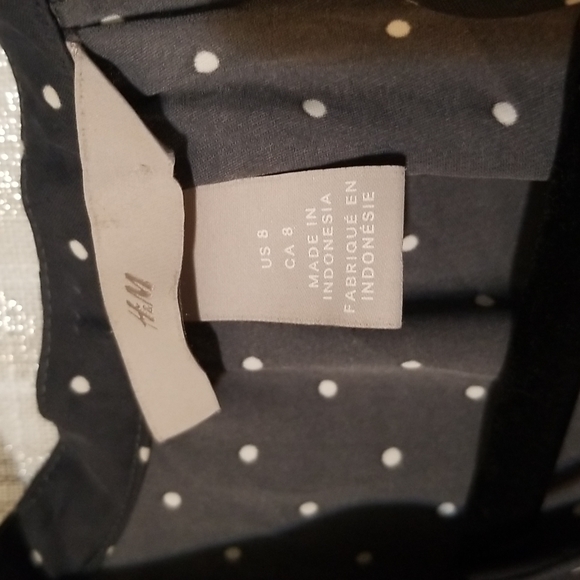 H&M
US 8
CA 8
MADE IN
INDONESIA
FABRIQUÉ EN
INDONÉSIE